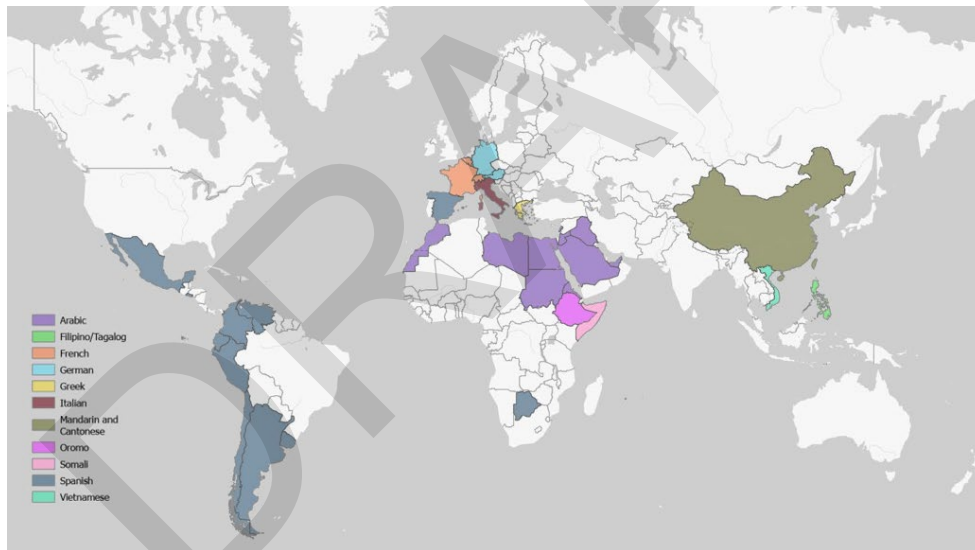 DRAFT
Arabic
Filipino/Tagalog
French
German
Greek
Italian
Mandarin and
Cantonese
Oromo
Somali
Spanish
Vietnamese